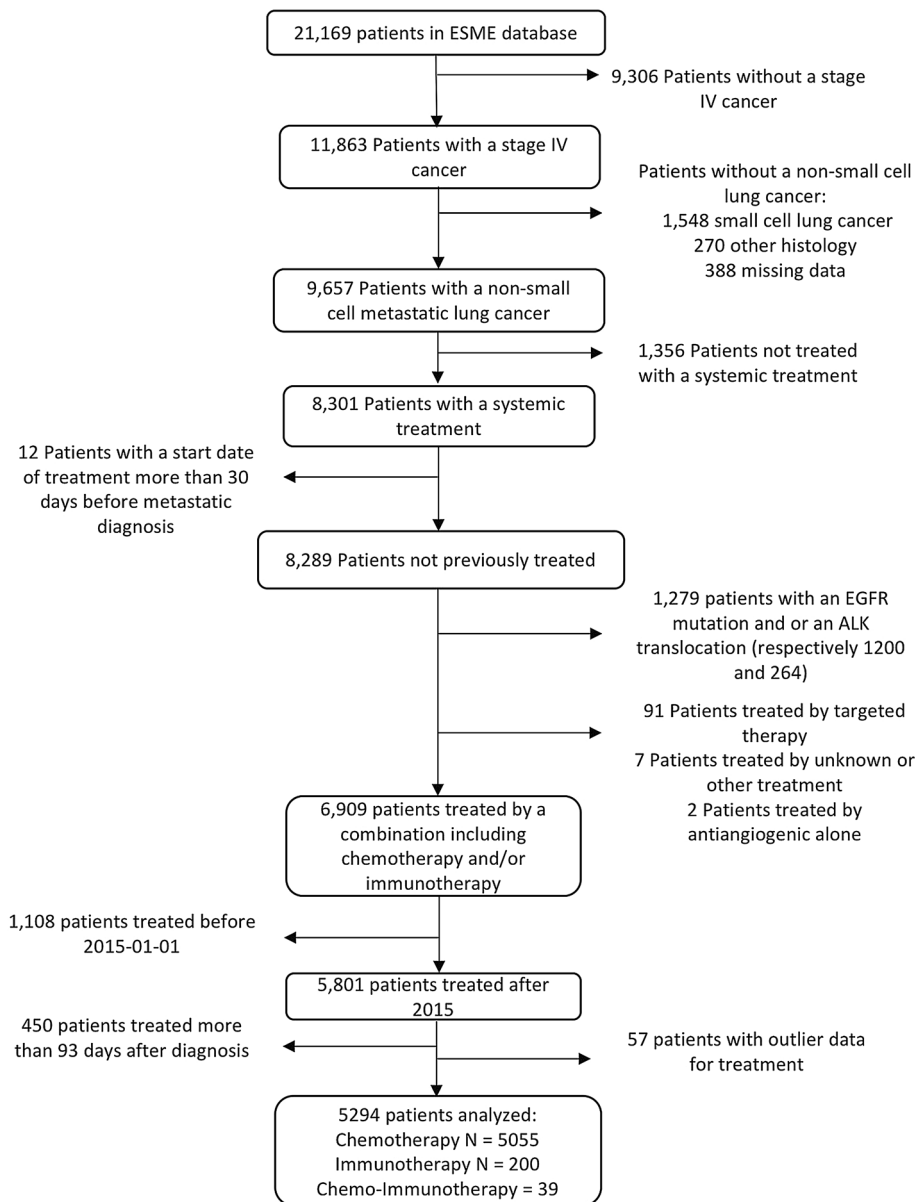 21,169 patients in ESME database
9,306 Patients without a stage
IV cancer
11,863 Patients with a stage IV
cancer
Patients without a non-small cell
lung cancer:
1,548 small cell lung cancer
270 other histology
388 missing data
9,657 Patients with a non-small
cell metastatic lung cancer
1,356 Patients not treated
with a systemic treatment
8,301 Patients with a systemic
treatment
12 Patients with a start date
of treatment more than 30
days before metastatic
diagnosis
8,289 Patients not previously treated
1,279 patients with an EGFR
mutation and or an ALK
translocation (respectively 1200
and 264)
91 Patients treated by targeted
therapy
7 Patients treated by unknown or
other treatment
2 Patients treated by
antiangiogenic alone
6,909 patients treated by a
combination including
chemotherapy and/or
immunotherapy
1,108 patients treated before
2015-01-01
5,801 patients treated after
2015
450 patients treated more
than 93 days after diagnosis
57 patients with outlier data
for treatment
5294 patients analyzed:
Chemotherapy N = 5055
Immunotherapy N = 200
Chemo-Immunotherapy = 39